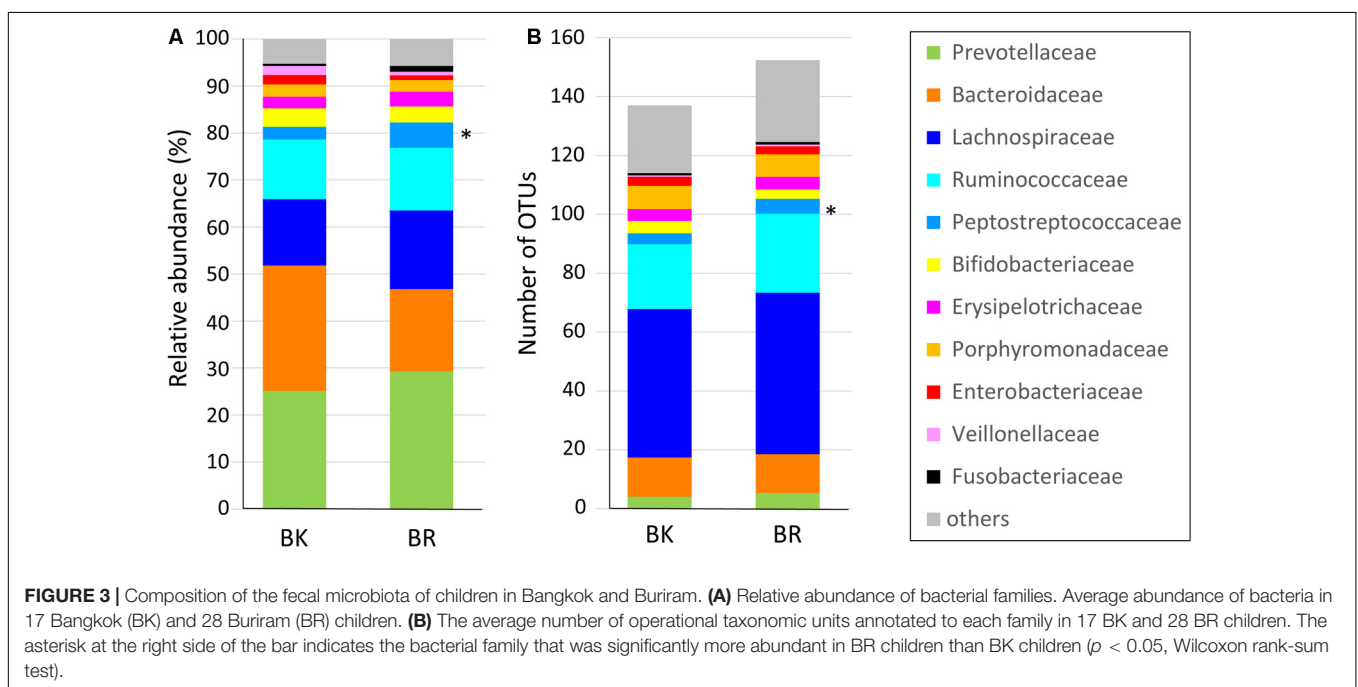 A
Relative abundance (%)
100
90
80
70
60
50
40
30
20
10
0
*
BK
BR
B
Number of OTUs
160
140
120
100
80
60
40
20
0
*
BK
BR
Prevotellaceae
Bacteroidaceae
Lachnospiraceae
Ruminococcaceae
Peptostreptococcaceae
Bifidobacteriaceae
Erysipelotrichaceae
Porphyromonadaceae
Enterobacteriaceae
Veillonellaceae
Fusobacteriaceae
others
FIGURE 3 | Composition of the fecal microbiota of children in Bangkok and Buriram. (A) Relative abundance of bacterial families. Average abundance of bacteria in
17 Bangkok (BK) and 28 Buriram (BR) children. (B) The average number of operational taxonomic units annotated to each family in 17 BK and 28 BR children. The
asterisk at the right side of the bar indicates the bacterial family that was significantly more abundant in BR children than BK children (p < 0.05, Wilcoxon rank-sum
test).